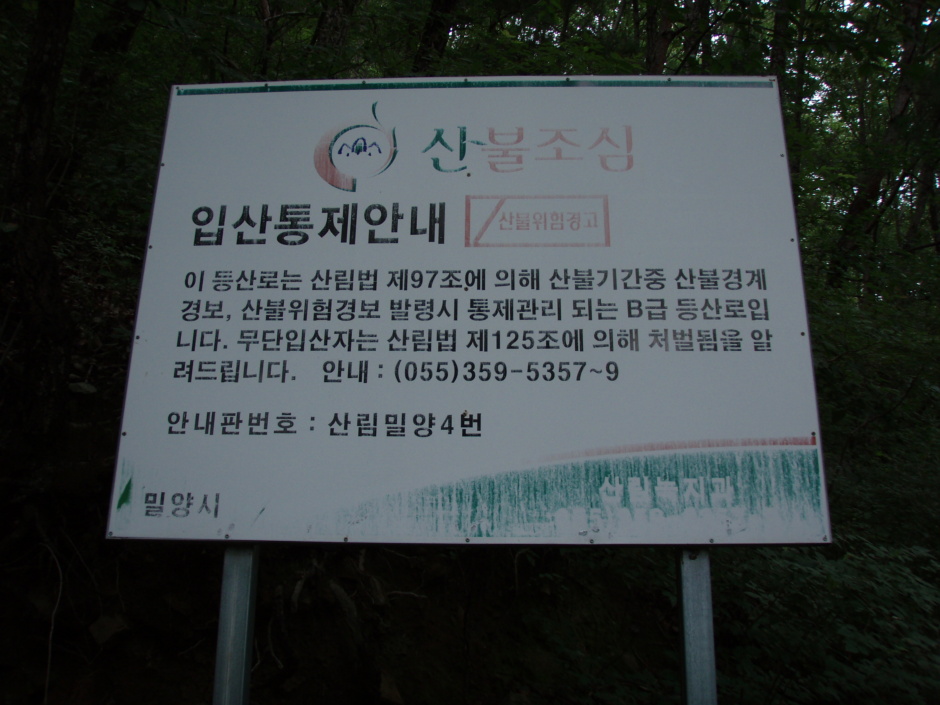 산불조심
입산통제안내 산불위험경고
이 등산로는 산림법 제97조에 의해 산불기간중 산불경계
경보, 산불위험경보 발령시 통제관리 되는 B급 등산로입
니다. 무단입산자는 산림법 제125조에 의해 처벌됨을 알
려드립니다. 안내 : (055)359-5357~9
안내판번호 : 산림밀양4번
밀양시 산림녹지과